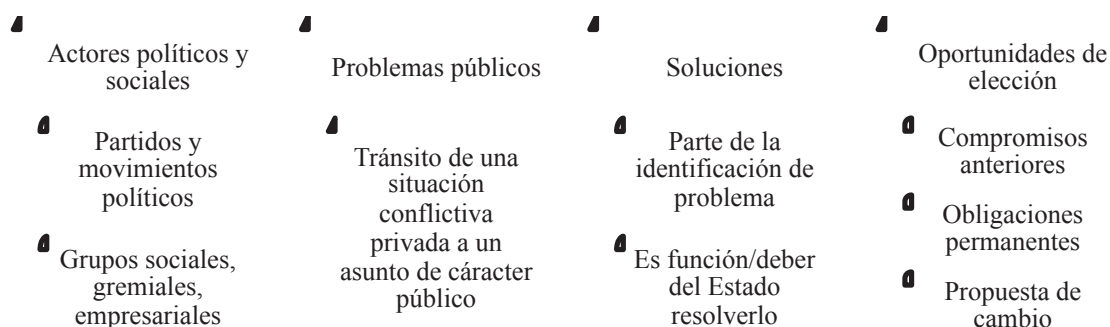 Actores políticos y
sociales
Partidos y
movimientos
políticos
Grupos sociales,
gremiales,
empresariales
Problemas públicos
Tránsito de una
situación
conflictiva
privada a un
asunto de cáracter
público
Soluciones
Parte de la
identificación de
problema
Es función/deber
del Estado
resolverlo
Oportunidades de
elección
Compromisos
anteriores
Obligaciones
permanentes
Propuesta de
cambio